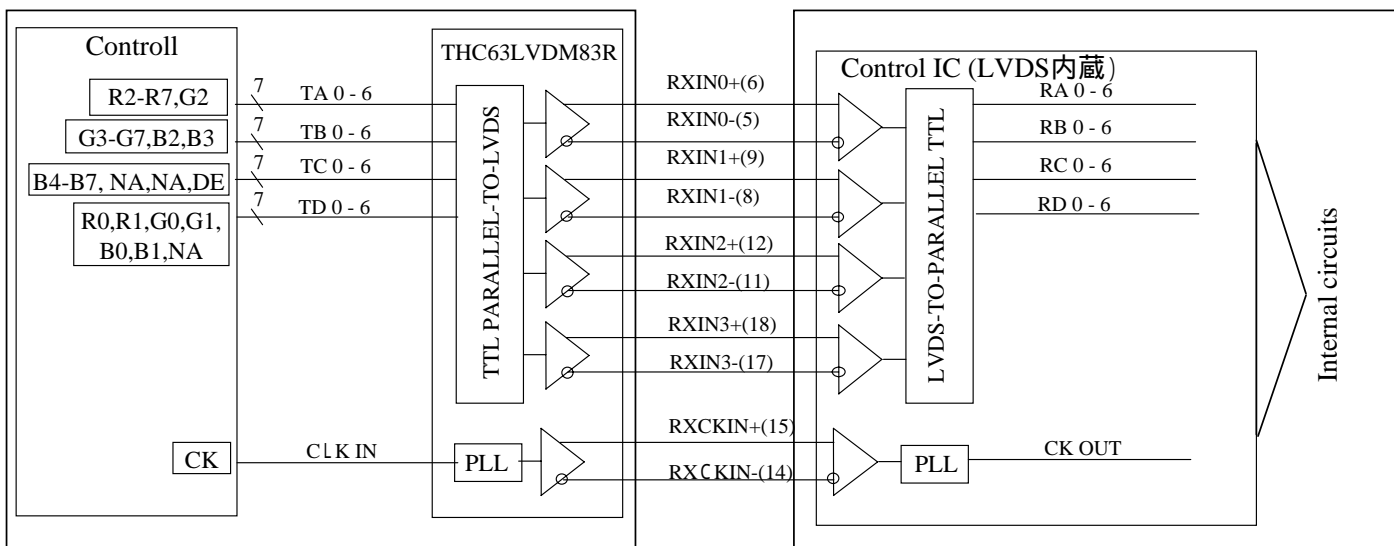 Controll
R2-R7,G2
G3-G7,B2,B3
B4-B7, NA,NA,DE
R0,R1,G0,G1,
B0,B1,NA
CK
7
TA 0 - 6
7
TB 0 - 6
7
TC 0 - 6
7
TD 0 - 6
CLK IN
THC63LVDM83R
TTL PARALLEL-TO-LVDS
PLL
RXIN0+(6)
RXIN0-(5)
RXIN1+(9)
RXIN1-(8)
RXIN2+(12)
RXIN2-(11)
RXIN3+(18)
RXIN3-(17)
RXCKIN+(15)
RXCKIN-(14)
Control IC (LVDS内蔵)
LVDS-TO-PARALLEL TTL
PLL
RA 0 - 6
RB 0 - 6
RC 0 - 6
RD 0 - 6
CK OUT
Internal circuits